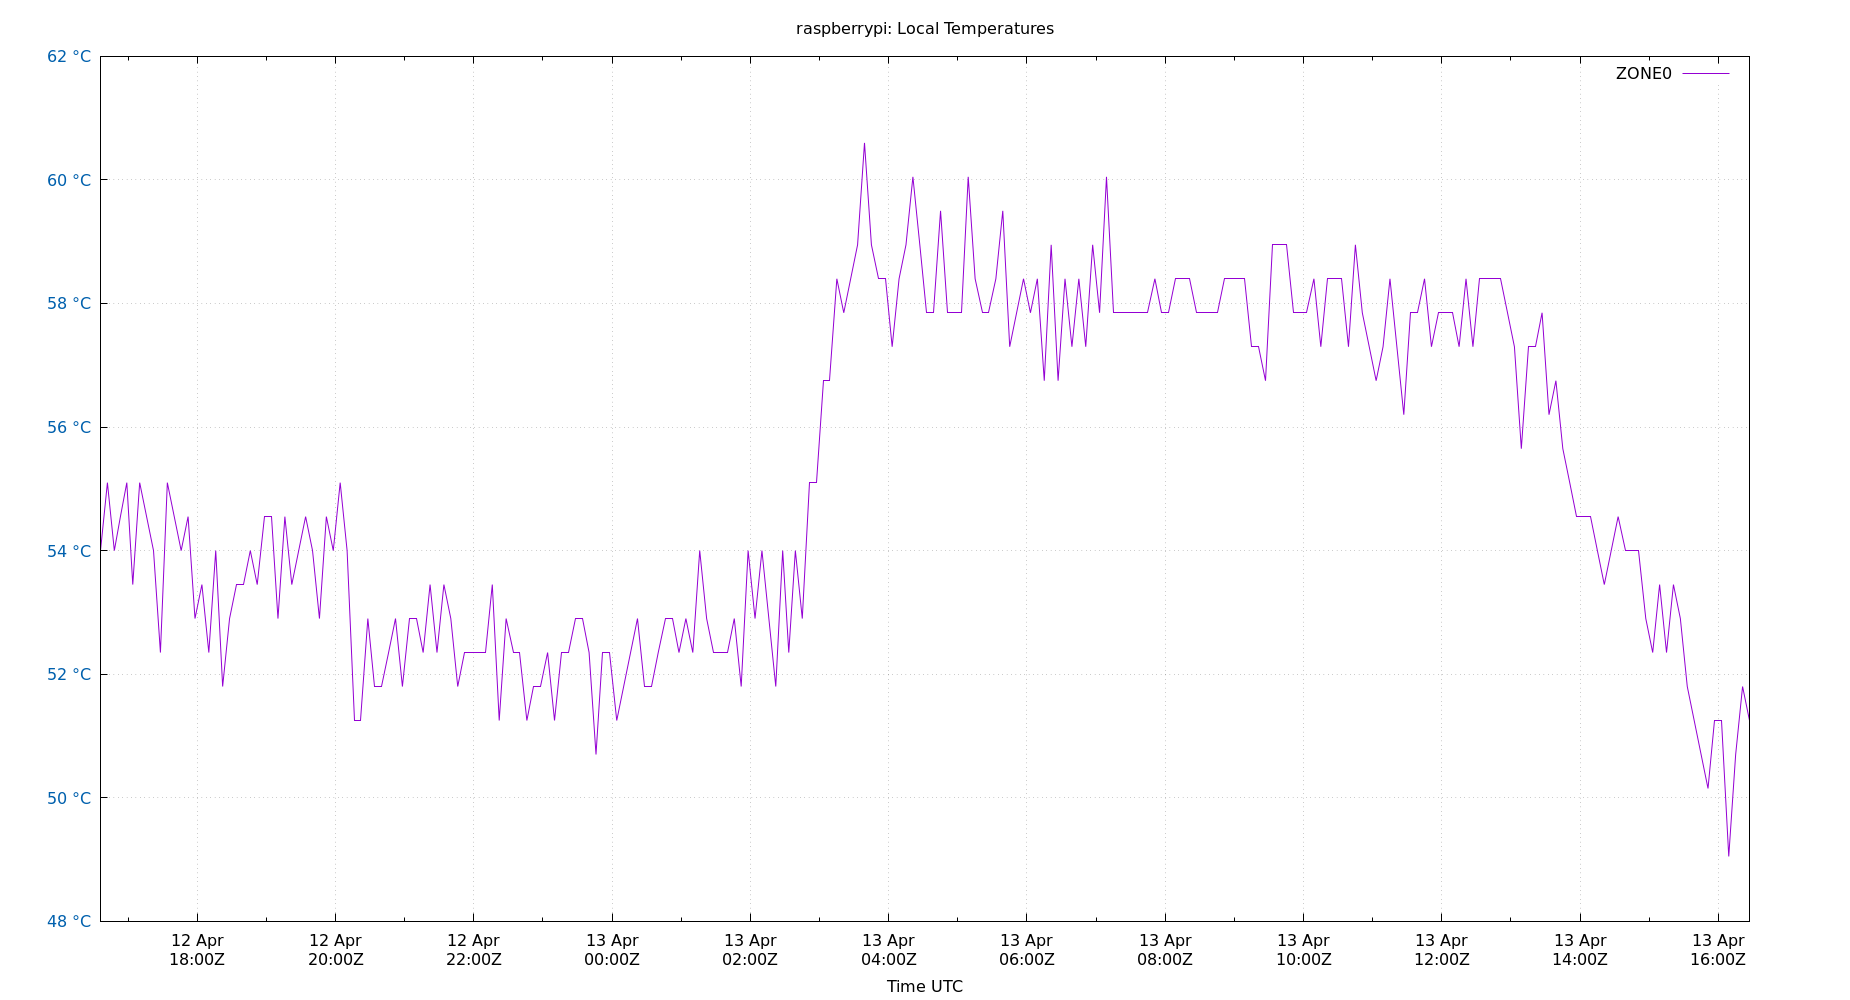 raspberrypi: Local Temperatures
ZONE0
62 °C
60 °C
58 °C
56 °C
54 °C
52 °C
50 °C
48 °C
12 Apr
18:00Z
12 Apr
20:00Z
12 Apr
22:00Z
13 Apr
00:00Z
13 Apr
02:00Z
13 Apr
04:00Z
13 Apr
06:00Z
13 Apr
08:00Z
13 Apr
10:00Z
13 Apr
12:00Z
13 Apr
14:00Z
13 Apr
16:00Z
Time UTC